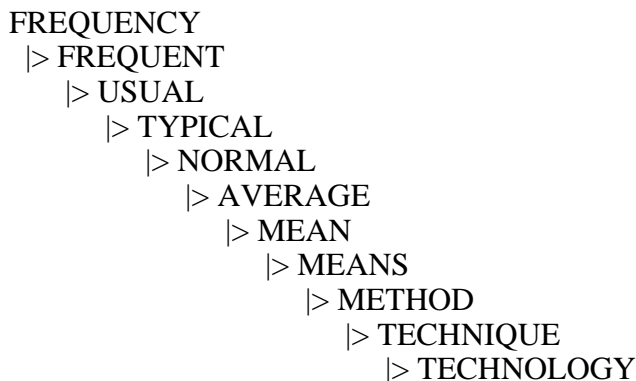 FREQUENCY
|> FREQUENT
|> USUAL
|> TYPICAL
|> NORMAL
|> AVERAGE
|> MEAN
|> MEANS
|> METHOD
|> TECHNIQUE
|> TECHNOLOGY